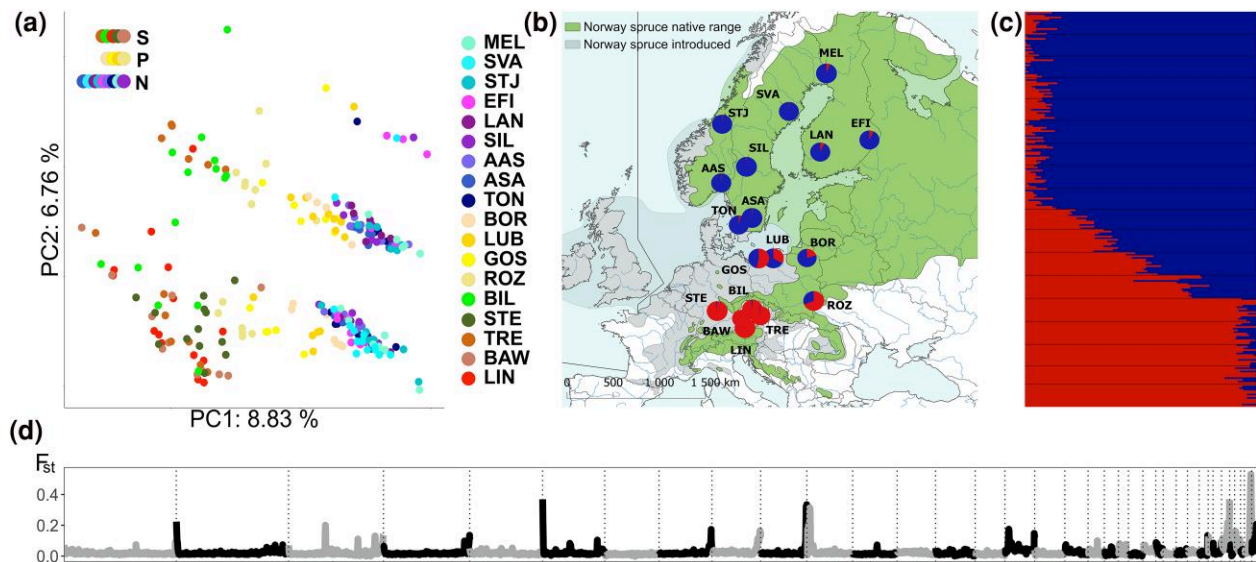 (a)
S
P
N
PC2: 6.76 %
PC1: 8.83 %
MEL
SVA
STJ
EFI
LAN
SIL
AAS
ASA
TON
BOR
LUB
GOS
ROZ
BIL
STE
TRE
BAW
LIN
(b)
Norway spruce native range
Norway spruce introduced
MEL
SVA
STJ
EFI
LAN
SIL
AAS
ASA
TON
LUB
BOR
GOS
BIL
STE
ROZ
BAW
TRE
LIN
0 500 1 000 1 500 km
(c)
(d)
Fst
0.4
0.2
0.0